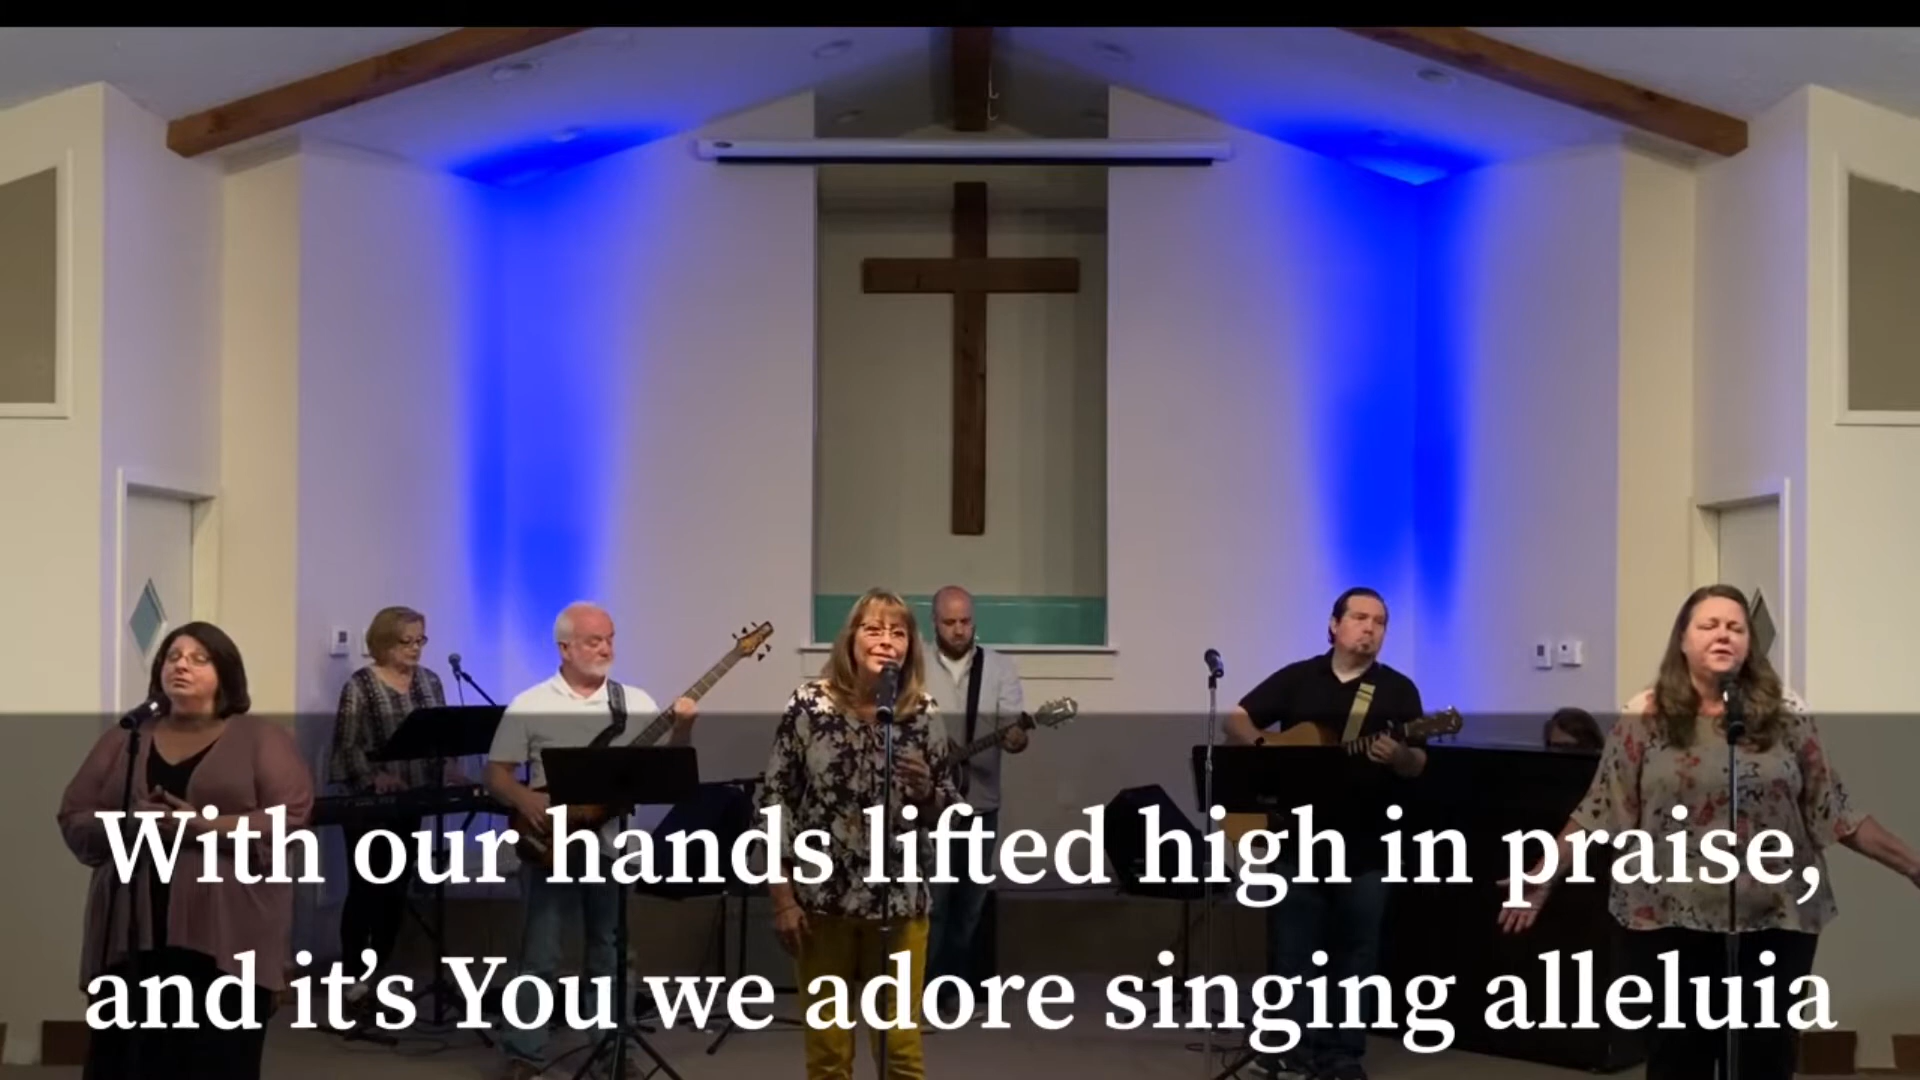 With our hands lifted high in praise,
and it’s You we adore singing alleluia